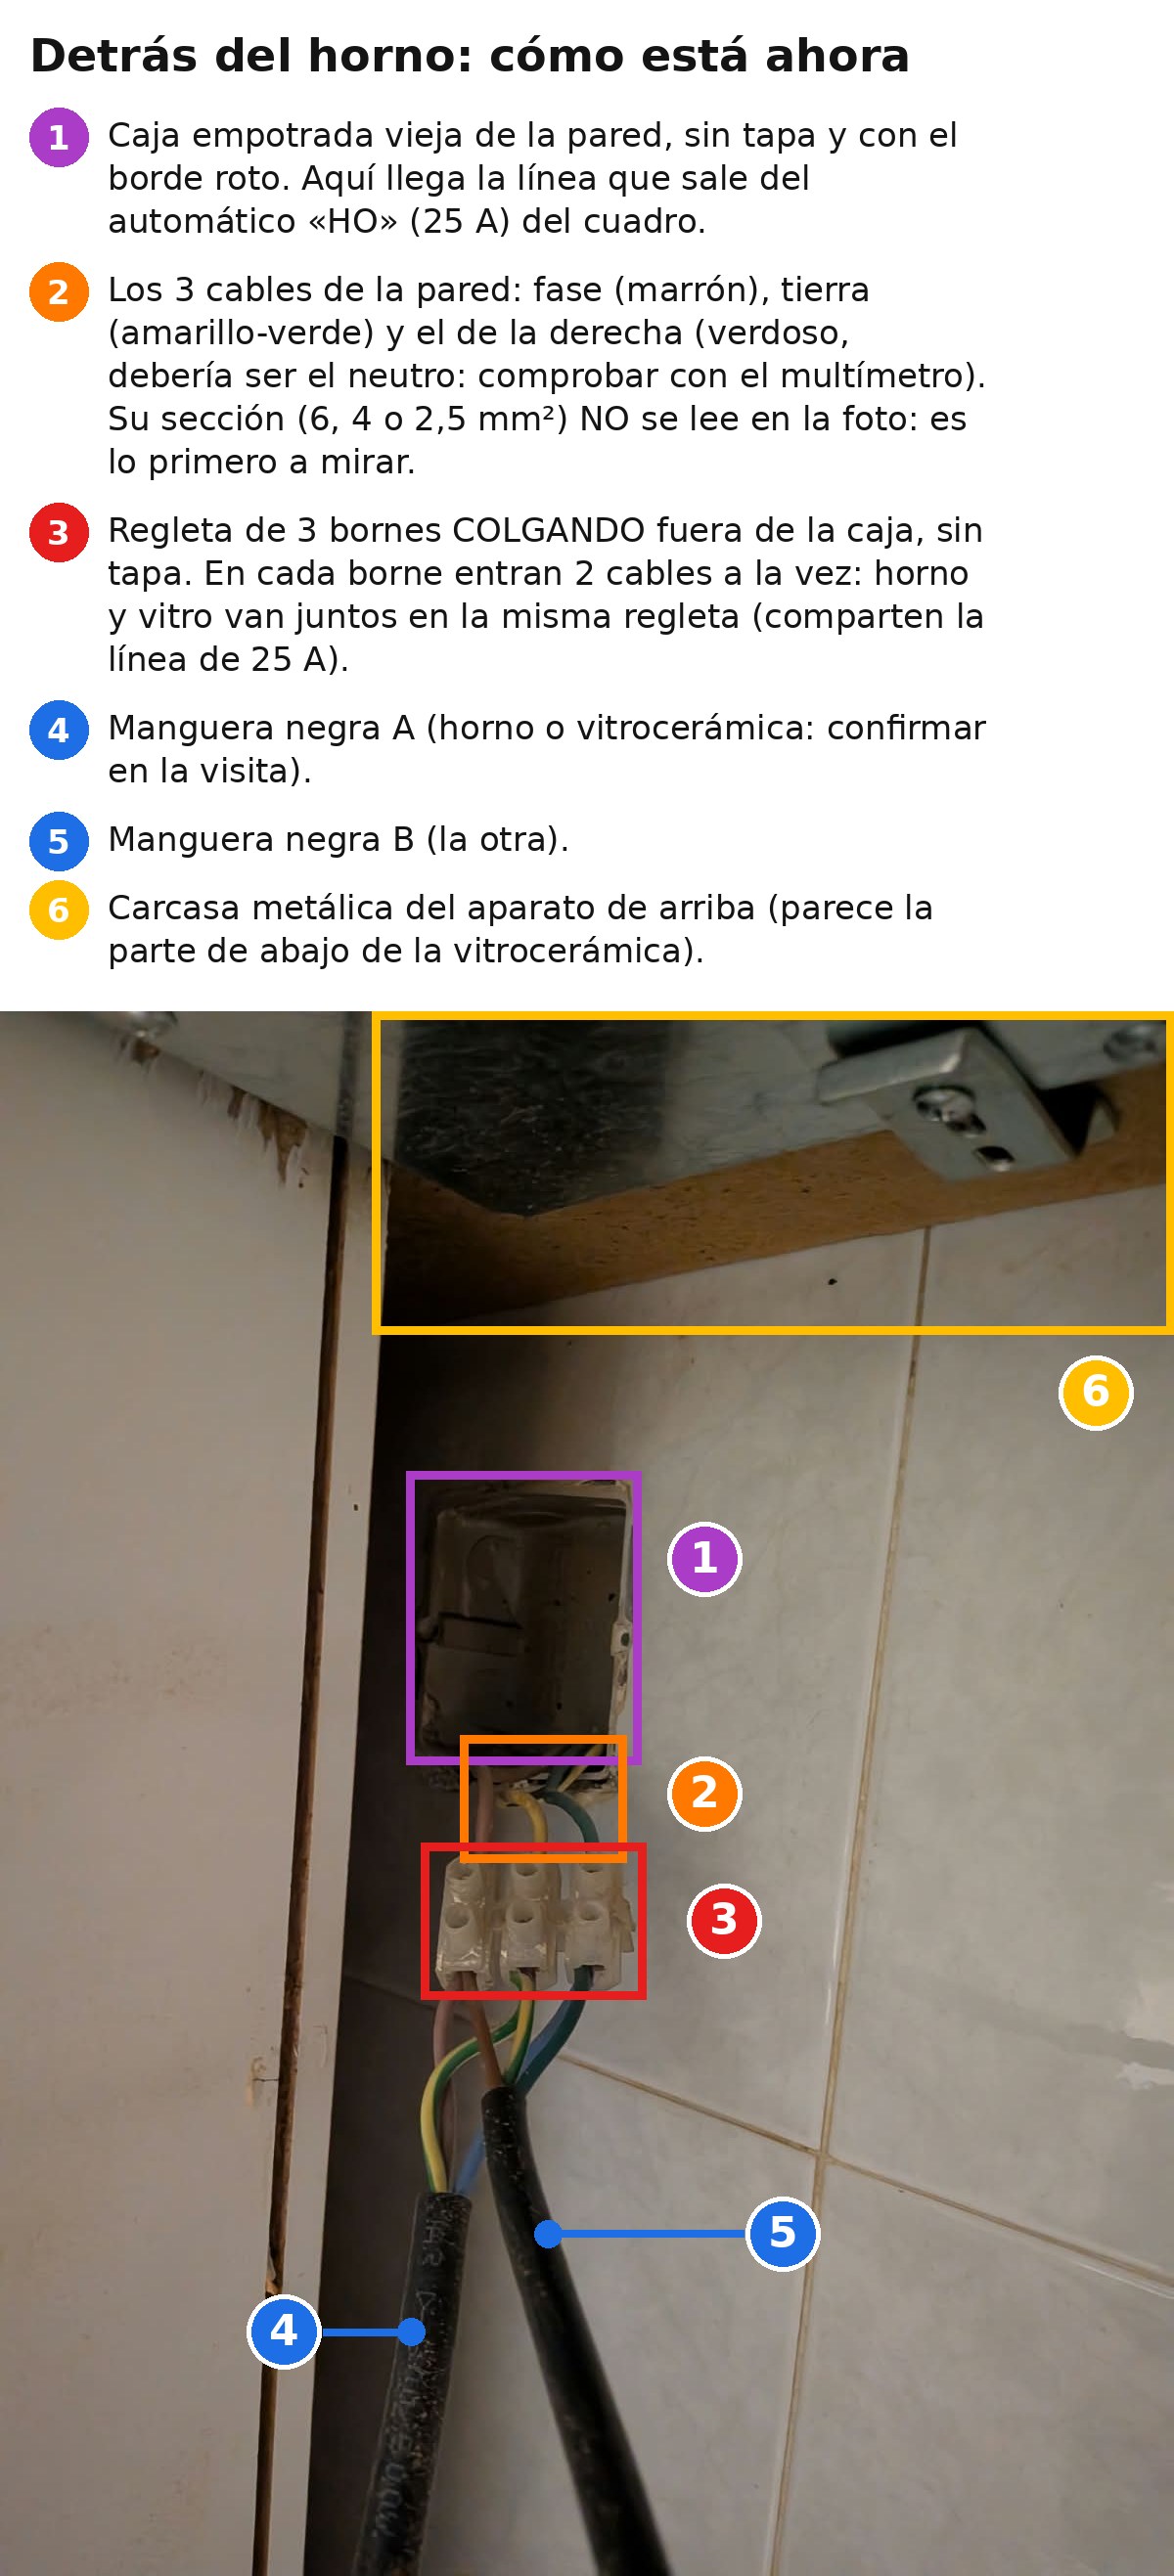 Detrás del horno: cómo está ahora
1 Caja empotrada vieja de la pared, sin tapa y con el
borde roto. Aquí llega la línea que sale del
automático «HO» (25 A) del cuadro.
2 Los 3 cables de la pared: fase (marrón), tierra
(amarillo-verde) y el de la derecha (verdoso,
debería ser el neutro: comprobar con el multímetro).
Su sección (6, 4 o 2,5 mm²) NO se lee en la foto: es
lo primero a mirar.
3 Regleta de 3 bornes COLGANDO fuera de la caja, sin
tapa. En cada borne entran 2 cables a la vez: horno
y vitro van juntos en la misma regleta (comparten la
línea de 25 A).
4 Manguera negra A (horno o vitrocerámica: confirmar
en la visita).
5 Manguera negra B (la otra).
6 Carcasa metálica del aparato de arriba (parece la
parte de abajo de la vitrocerámica).
6
1
2
3
5
4